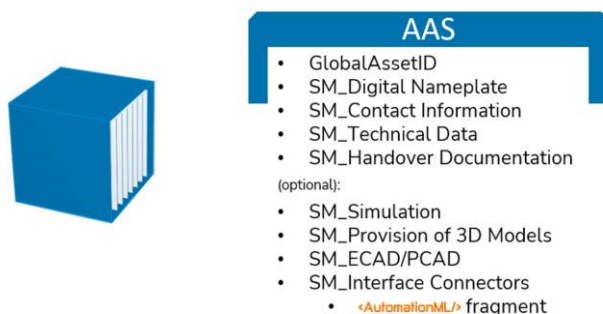 AAS
• GlobalAssetID
• SM_Digital Nameplate
• SM_Contact Information
• SM_Technical Data
• SM_Handover Documentation
(optional):
• SM_Simulation
• SM_Provision of 3D Models
• SM_ECAD/PCAD
• SM_Interface Connectors
• <AutomationML/> fragment